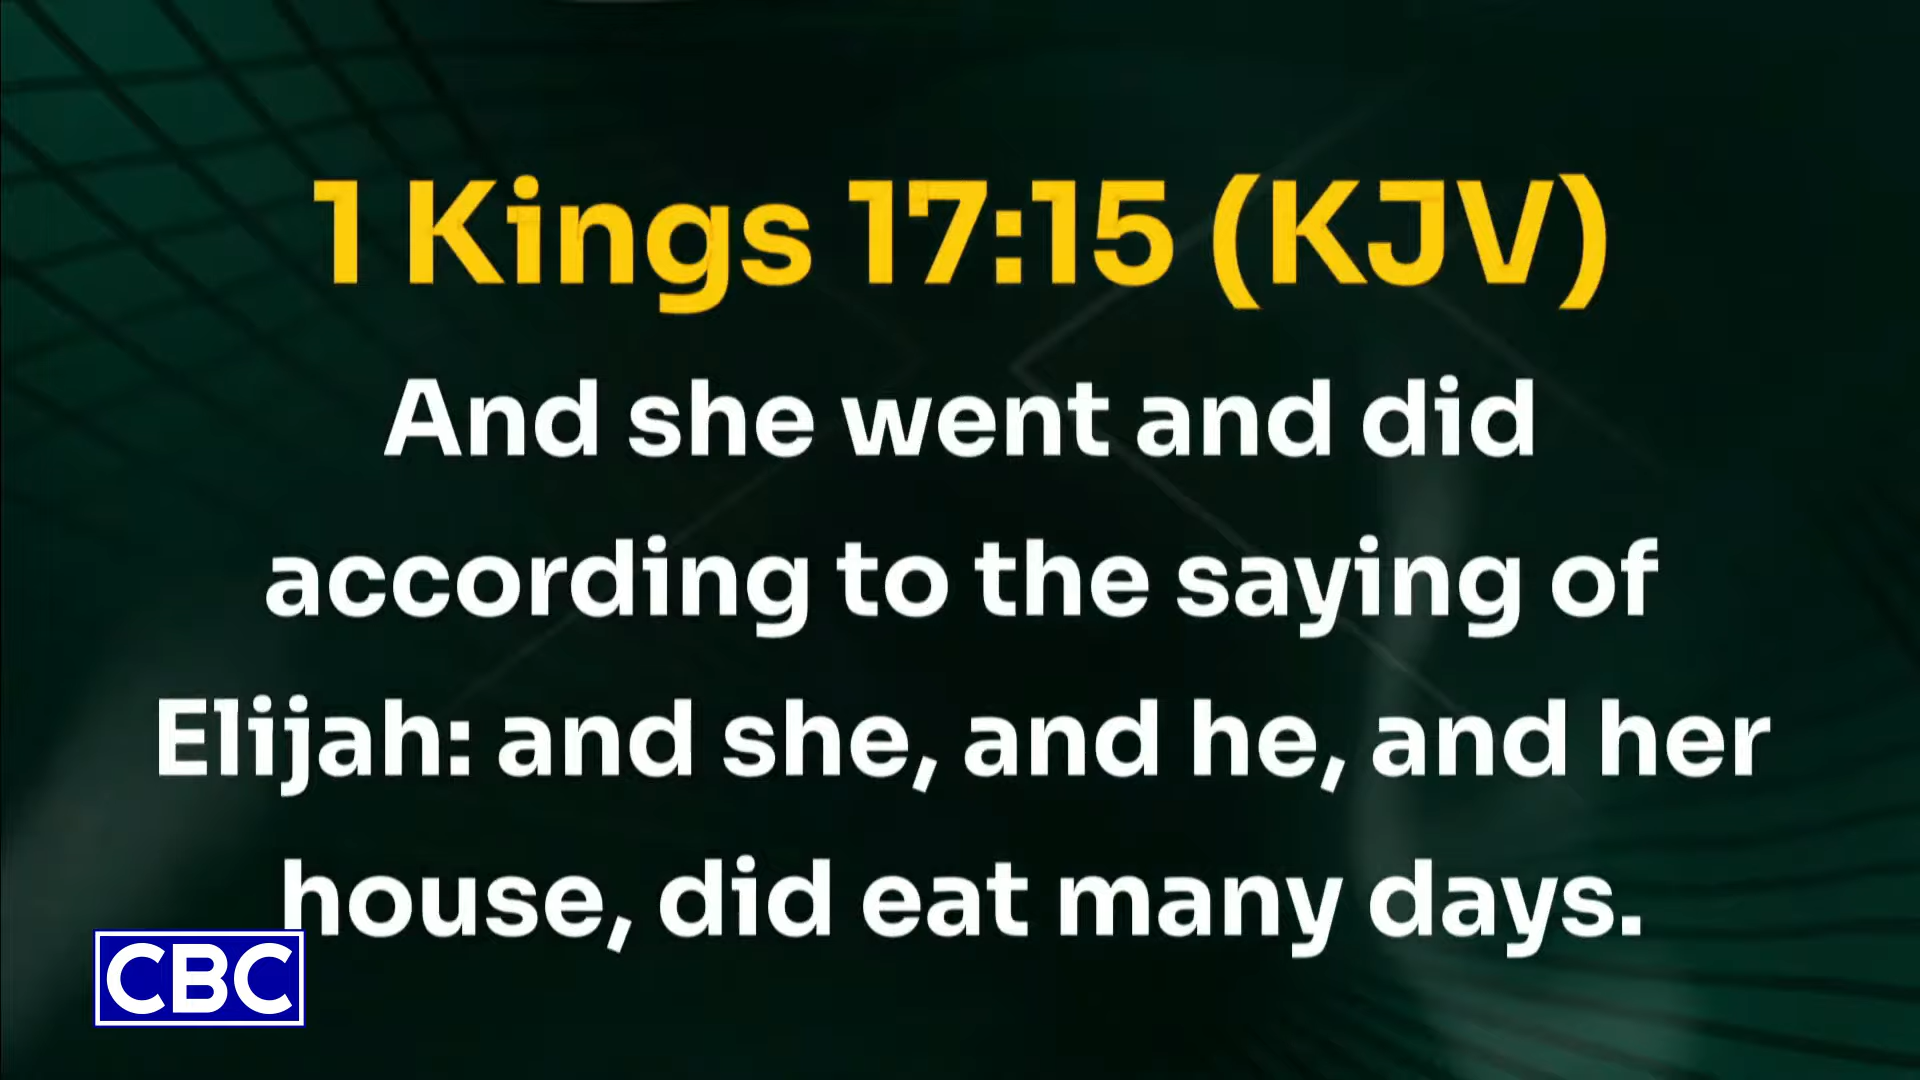 1 Kings 17:15 (KJV)
And she went and did
according to the saying of
Elijah: and she, and he, and her
house, did eat many days.
CBC